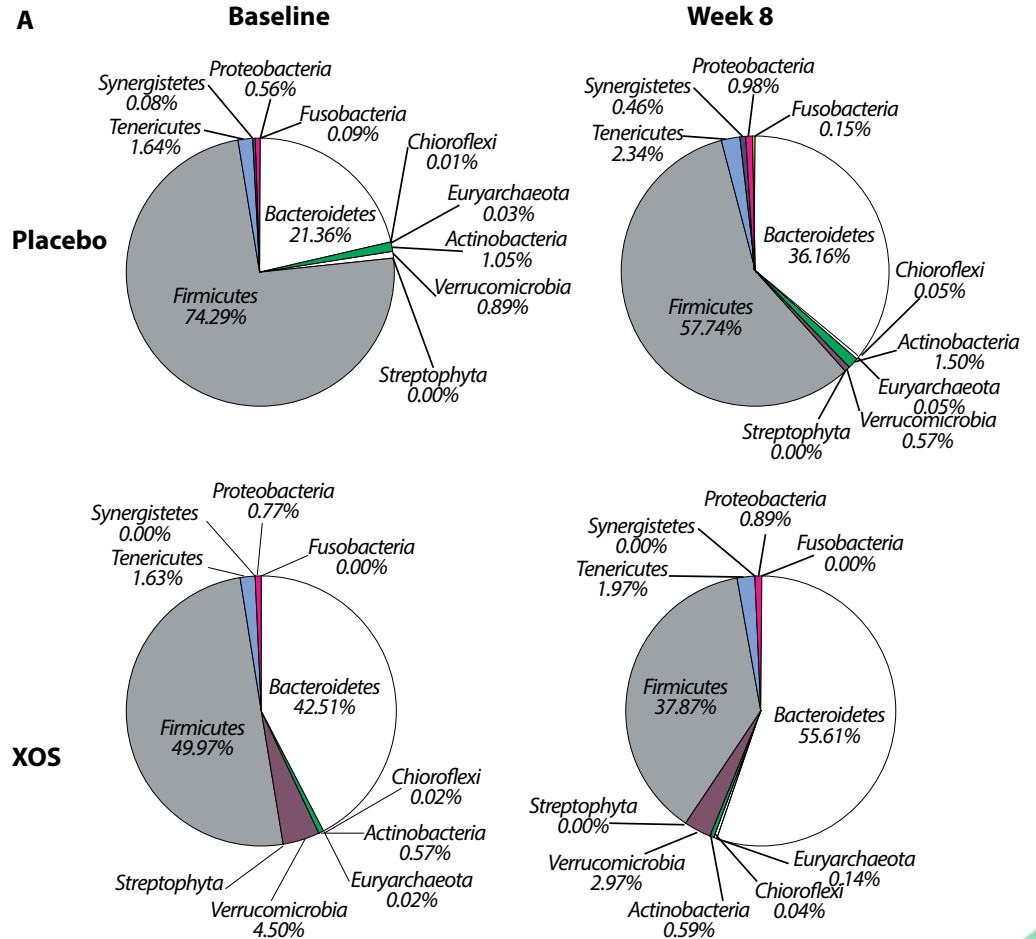 A
Baseline
Week 8
Placebo
Synergistetes
0.08%
Proteobacteria
0.56%
Tenericutes
1.64%
Fusobacteria
0.09%
Chioroflexi
0.01%
Euryarchaeota
0.03%
Actinobacteria
1.05%
Verrucomicrobia
0.89%
Streptophyta
0.00%
Bacteroidetes
21.36%
Firmicutes
74.29%
Synergistetes
0.46%
Proteobacteria
0.98%
Tenericutes
2.34%
Fusobacteria
0.15%
Bacteroidetes
36.16%
Chioroflexi
0.05%
Firmicutes
57.74%
Actinobacteria
1.50%
Euryarchaeota
0.05%
Verrucomicrobia
0.57%
Streptophyta
0.00%
XOS
Synergistetes
0.00%
Proteobacteria
0.77%
Tenericutes
1.63%
Fusobacteria
0.00%
Bacteroidetes
42.51%
Firmicutes
49.97%
Chioroflexi
0.02%
Actinobacteria
0.57%
Euryarchaeota
0.02%
Streptophyta
Verrucomicrobia
4.50%
Synergistetes
0.00%
Proteobacteria
0.89%
Tenericutes
1.97%
Fusobacteria
0.00%
Firmicutes
37.87%
Bacteroidetes
55.61%
Streptophyta
0.00%
Verrucomicrobia
2.97%
Euryarchaeota
0.14%
Chioroflexi
0.04%
Actinobacteria
0.59%